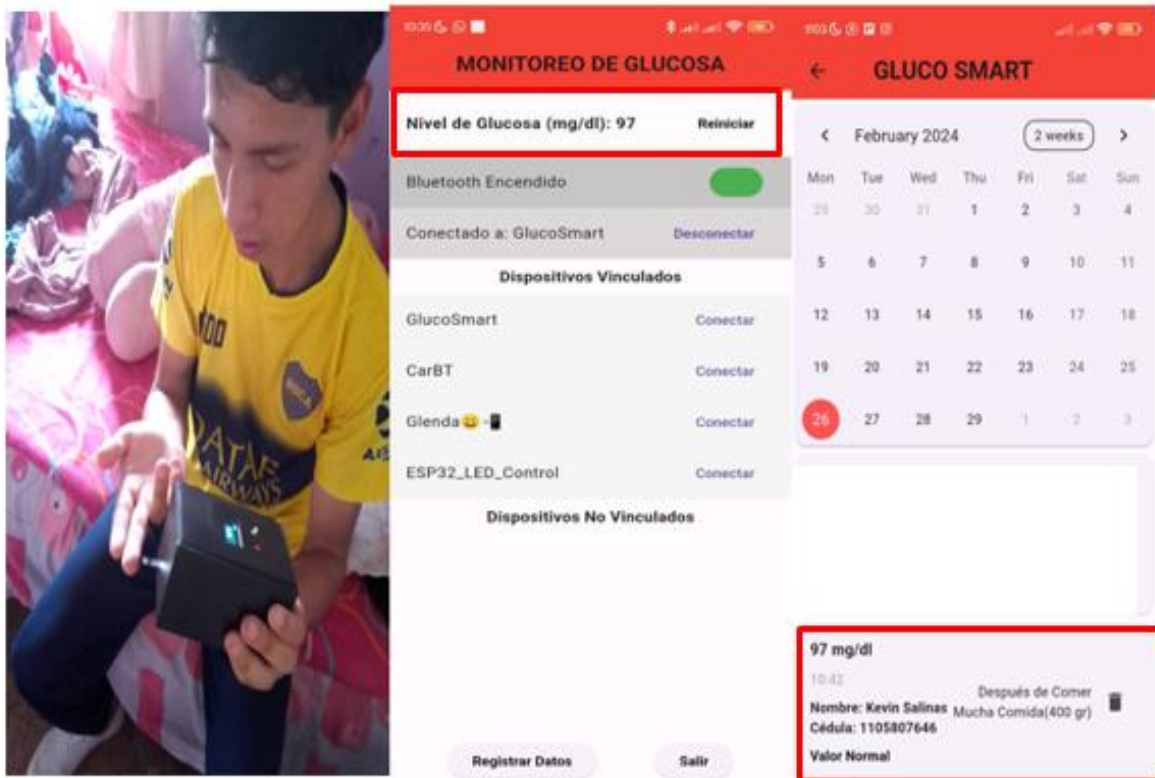 BOCA
QATAR
AIRWAYS
10:35
MONITOREO DE GLUCOSA
Nivel de Glucosa (mg/dl): 97 Reiniciar
Bluetooth Encendido
Conectado a: GlucoSmart Desconectar
Dispositivos Vinculados
GlucoSmart Conectar
CarBT Conectar
Glenda😀-📲 Conectar
ESP32_LED_Control Conectar
Dispositivos No Vinculados
Registrar Datos Salir
← GLUCO SMART
< February 2024 2 weeks >
Mon Tue Wed Thu Fri Sat Sun
29 30 31 1 2 3 4
5 6 7 8 9 10 11
12 13 14 15 16 17 18
19 20 21 22 23 24 25
26 27 28 29 1 2 3
97 mg/dl
10:42
Después de Comer
Nombre: Kevin Salinas Mucha Comida(400 gr)
Cédula: 1105807646
Valor Normal